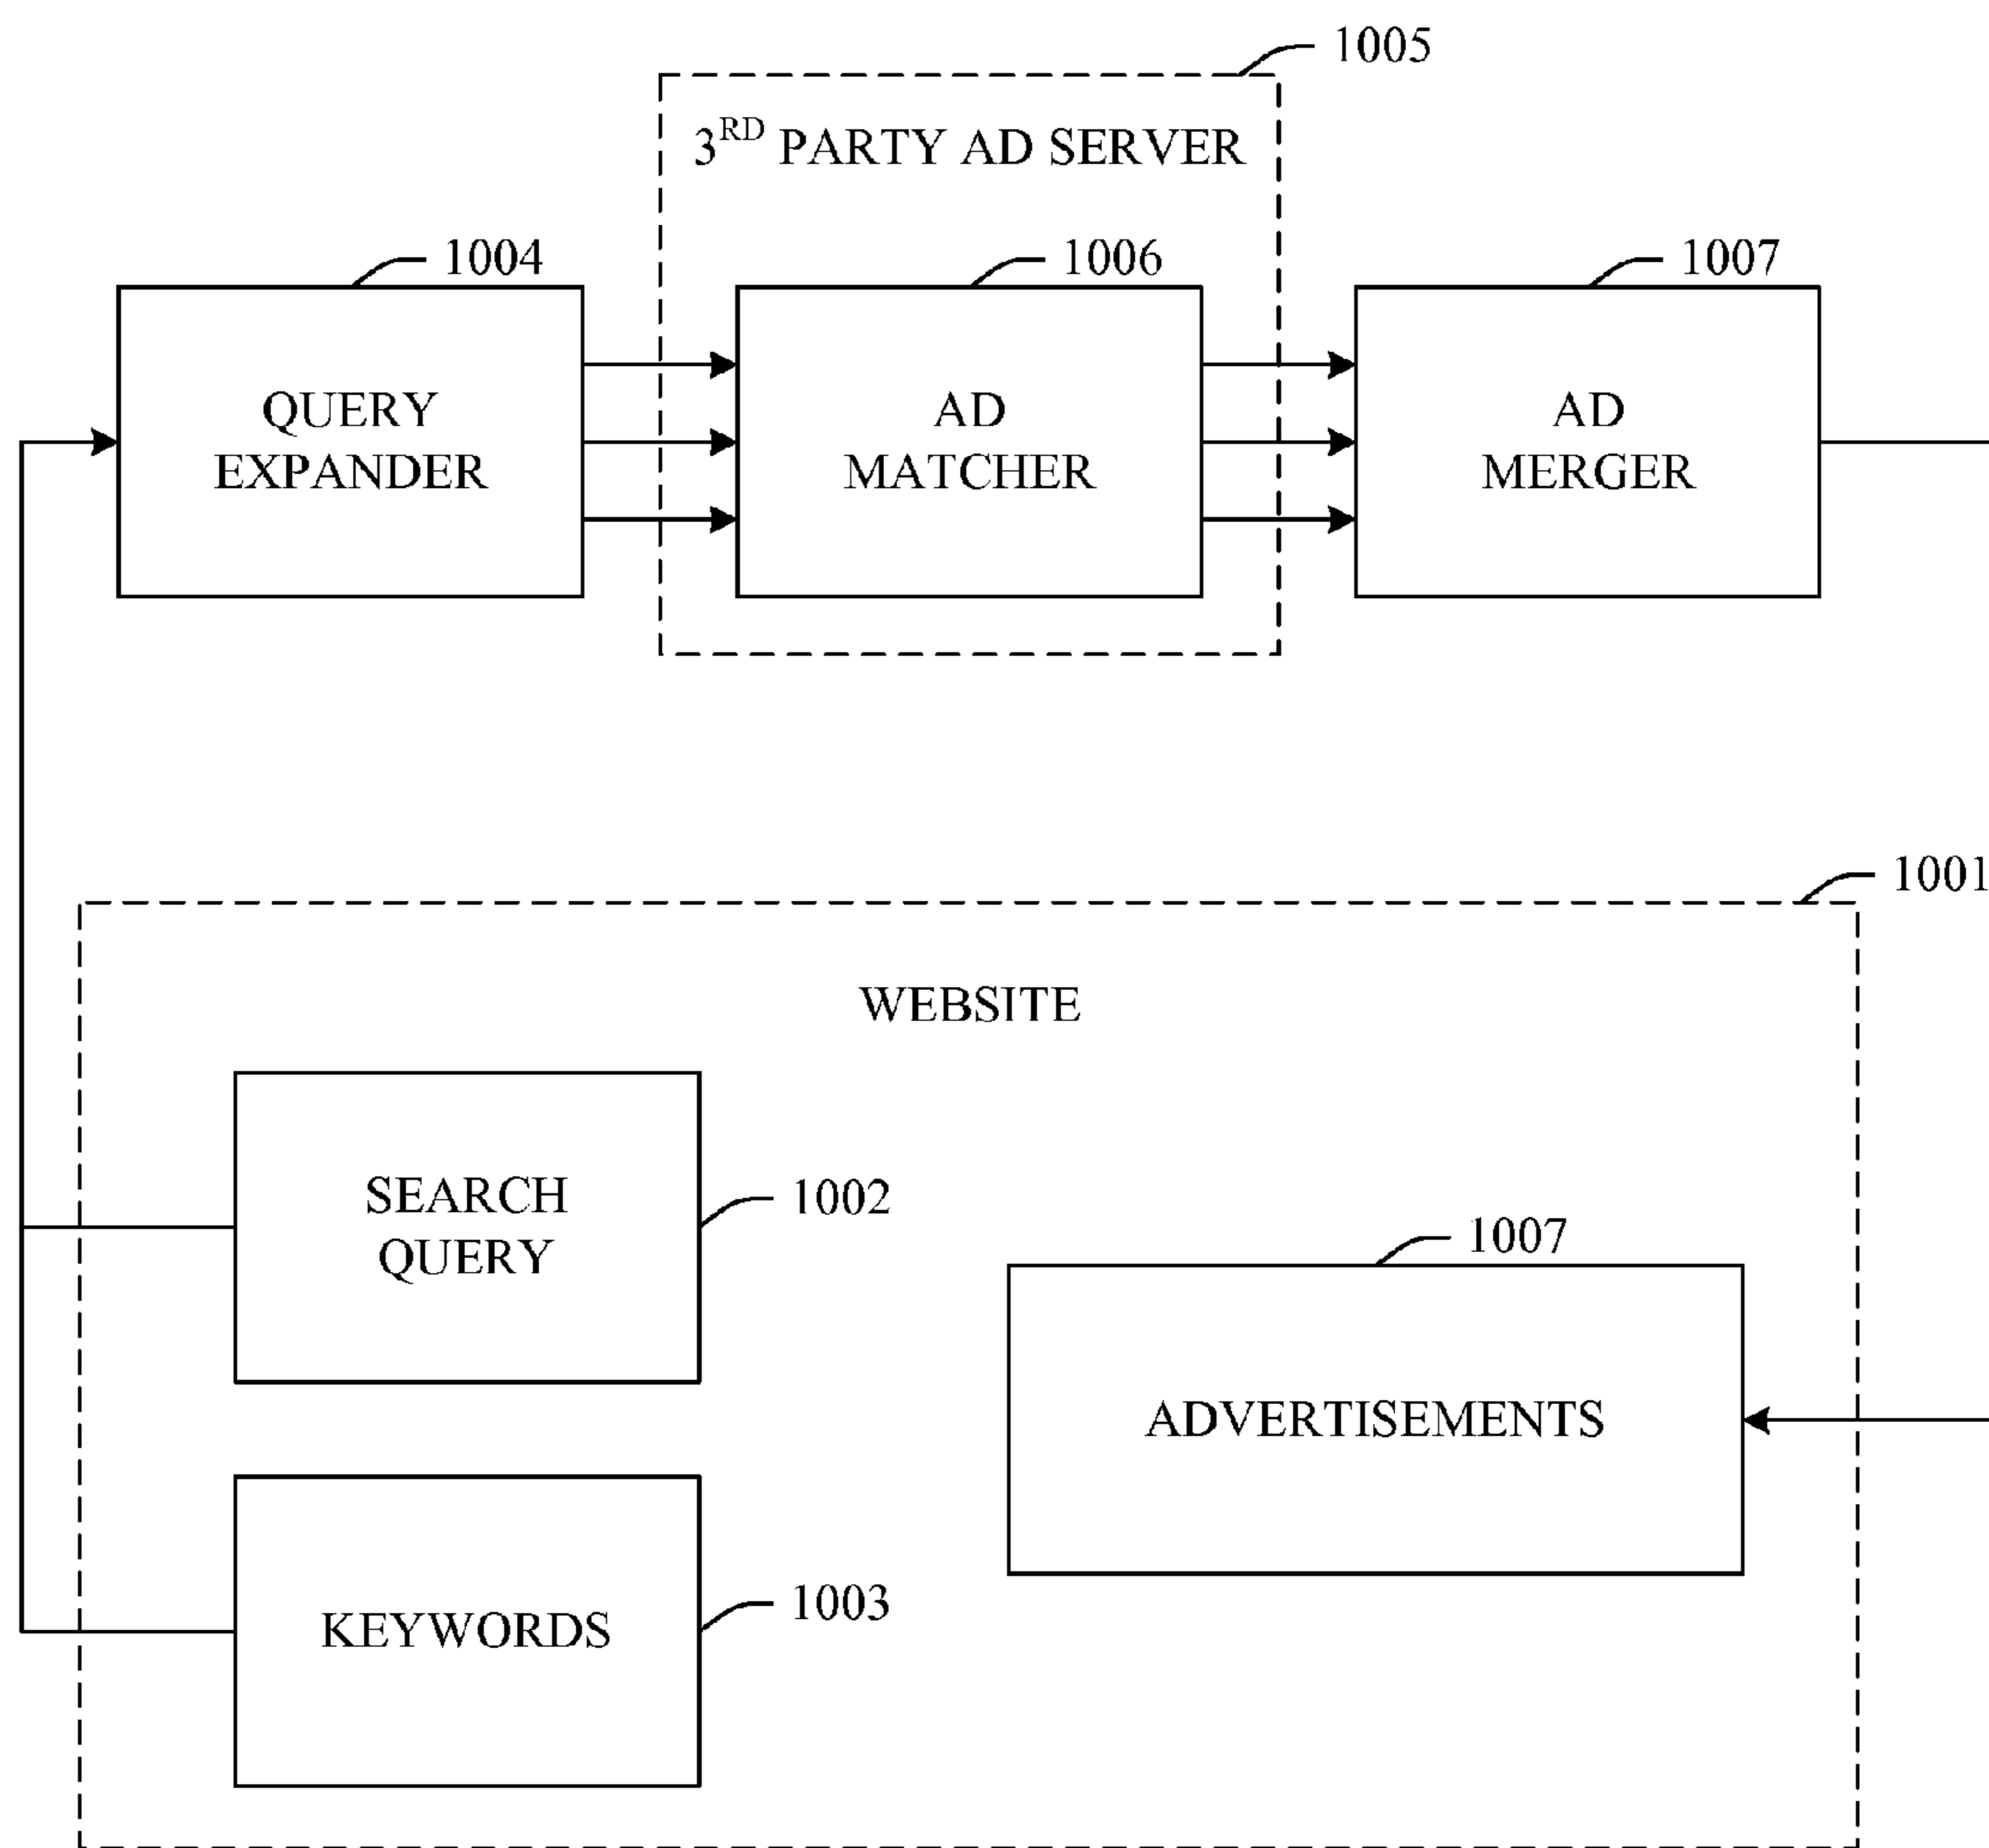 1005
3RD PARTY AD SERVER
1004
1006
1007
QUERY
EXPANDER
AD
MATCHER
AD
MERGER
1001
WEBSITE
SEARCH
QUERY
1002
1007
ADVERTISEMENTS
KEYWORDS
1003